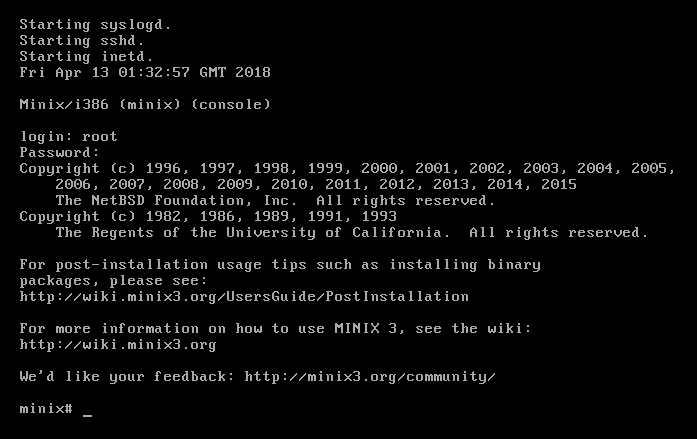 Starting syslogd.
Starting sshd.
Starting inetd.
Fri Apr 13 01:32:57 GMT 2018
Minix/i386 (minix) (console)
login: root
Password:
Copyright (c) 1996, 1997, 1998, 1999, 2000, 2001, 2002, 2003, 2004, 2005,
2006, 2007, 2008, 2009, 2010, 2011, 2012, 2013, 2014, 2015
The NetBSD Foundation, Inc.  All rights reserved.
Copyright (c) 1982, 1986, 1989, 1991, 1993
The Regents of the University of California.  All rights reserved.
For post-installation usage tips such as installing binary
packages, please see:
http://wiki.minix3.org/UsersGuide/PostInstallation
For more information on how to use MINIX 3, see the wiki:
http://wiki.minix3.org
We'd like your feedback: http://minix3.org/community/
minix# _